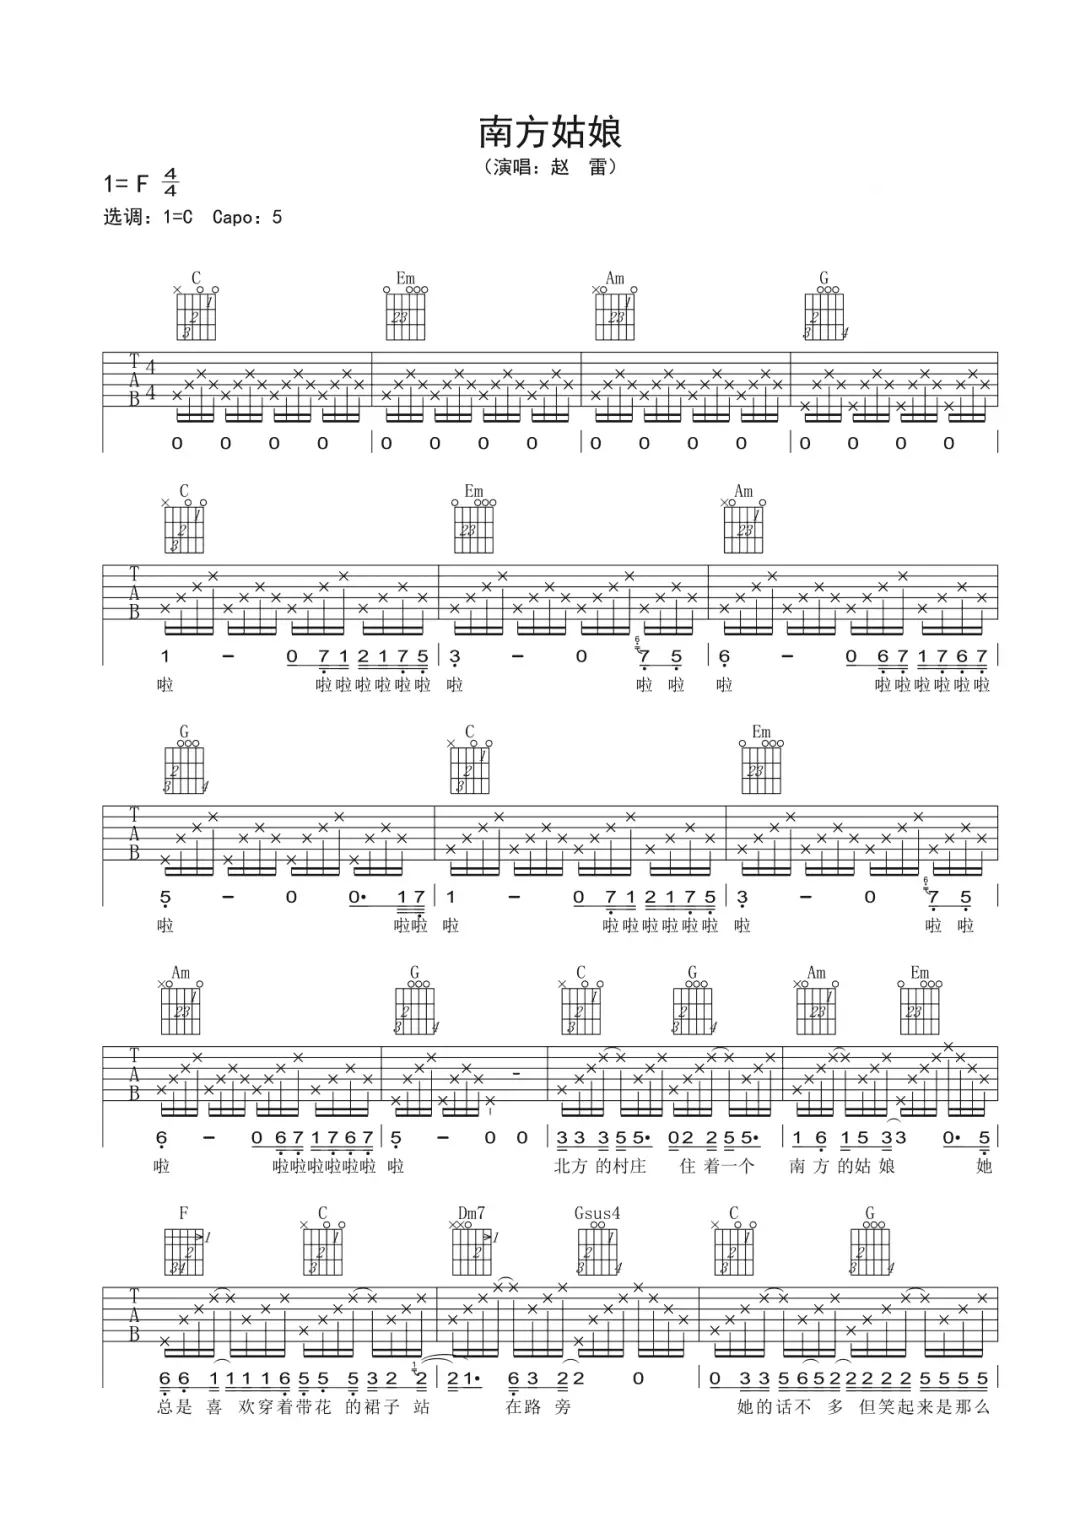 南方姑娘
（演唱：赵　雷）
1= F 4/4
选调：1=C Capo：5
C Em Am G
T A B 4 4
0 0 0 0 | 0 0 0 0 | 0 0 0 0 | 0 0 0 0
C Em Am
T A B
1 - 0 7 1 2 1 7 5 | 3 - 0 6 7 5 | 6 - 0 6 7 1 7 6 7
啦 啦啦啦啦啦啦 啦 啦 啦 啦 啦啦啦啦啦啦
G C Em
T A B
5 - 0 0· 1 7 | 1 - 0 7 1 2 1 7 5 | 3 - 0 6 7 5
啦 啦啦 啦 啦啦啦啦啦啦 啦 啦 啦
Am G C G Am Em
T A B -
6 - 0 6 7 1 7 6 7 | 5 - 0 0 | 3 3 3 5 5· 0 2 2 5 5· | 1 6 1 5 3 3 0· 5
啦 啦啦啦啦啦啦 啦 北方的村庄 住着一个 南方的姑娘 她
F C Dm7 Gsus4 C G
T A B
6 6 1 1 1 1 6 5 5 5 3 2 1 2 | 2 1· 6 3 2 2 0 | 0 3 3 5 6 5 2 2 2 2 2 5 5 5 5
总是喜 欢穿着带花的裙子站 在路旁 她的话不多 但笑起来是那么